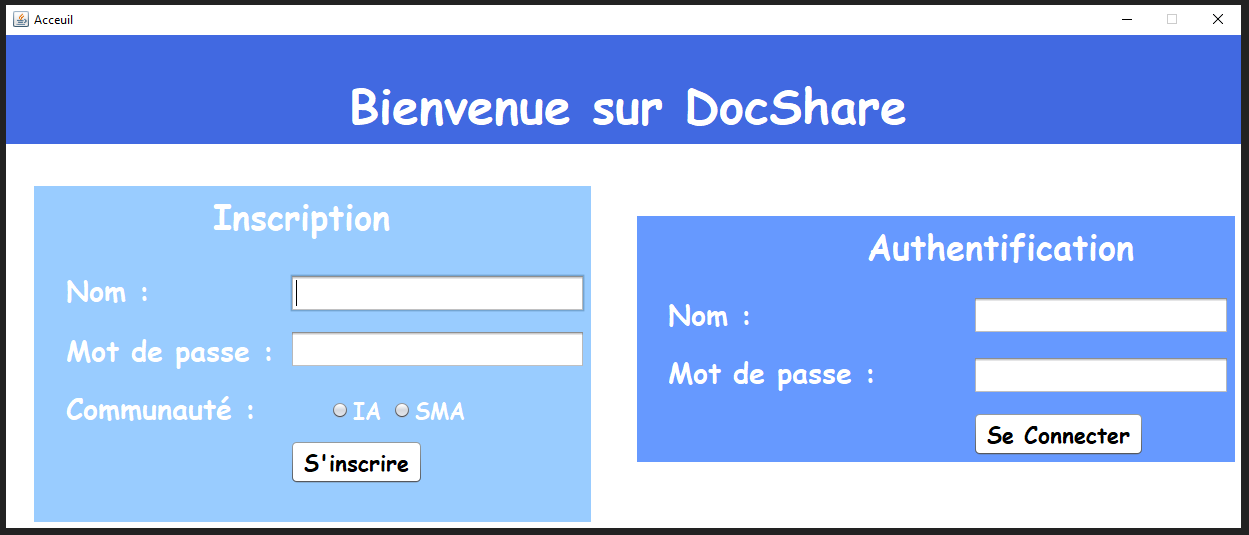 Acceuil
Bienvenue sur DocShare
Inscription
Nom :
Mot de passe :
Communauté :
IA SMA
S'inscrire
Authentification
Nom :
Mot de passe :
Se Connecter